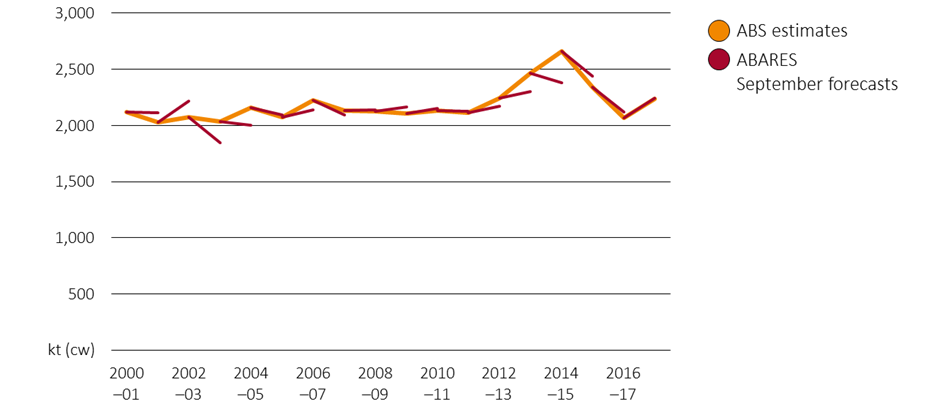 3,000
2,500
2,000
1,500
1,000
500
kt (cw)
2000 2002 2004 2006 2008 2010 2012 2014 2016
–01 –03 –05 –07 –09 –11 –13 –15 –17
ABS estimates
ABARES
September forecasts